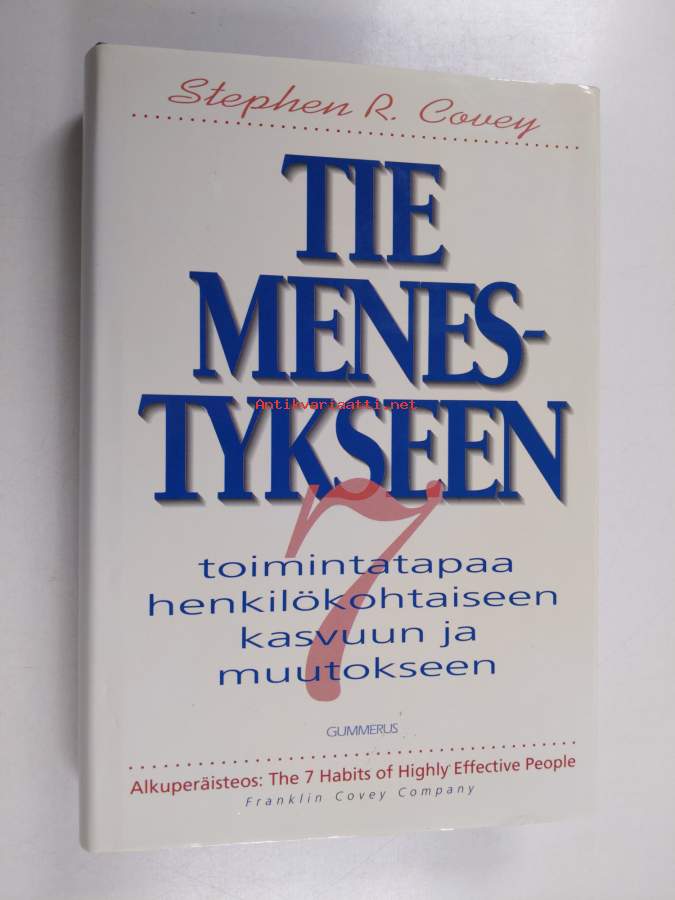 Stephen R. Covey
TIE
MENES-
TYKSEEN
Antikvariaatti.net
7
toimintatapaa
henkilökohtaiseen
kasvuun ja
muutokseen
GUMMERUS
Alkuperäisteos: The 7 Habits of Highly Effective People
Franklin Covey Company